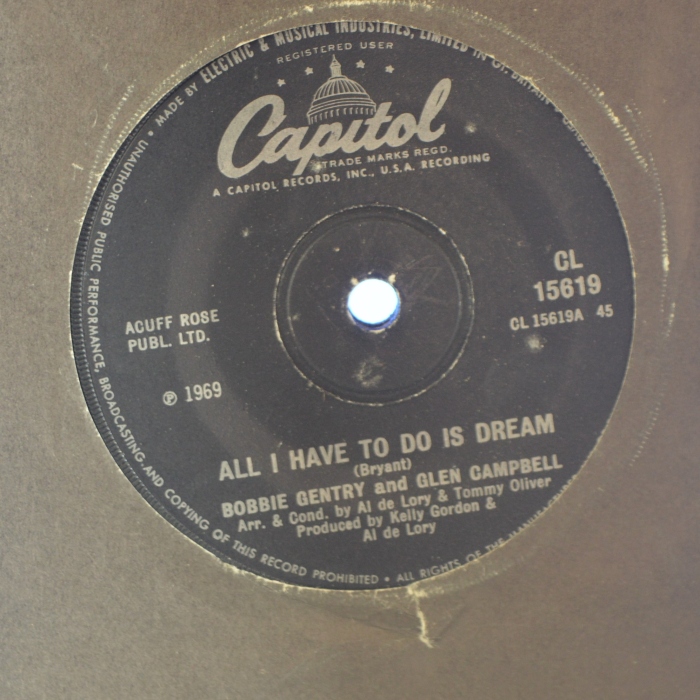 MADE BY ELECTRIC & MUSICAL INDUSTRIES, LIMITED IN GT. BRITAIN
REGISTERED USER
Capitol
TRADE MARKS REGD.
A CAPITOL RECORDS, INC., U.S.A. RECORDING
CL
15619
CL 15619A 45
ACUFF ROSE
PUBL. LTD.
℗ 1969
ALL I HAVE TO DO IS DREAM
(Bryant)
BOBBIE GENTRY and GLEN CAMPBELL
Arr. & Cond. by Al de Lory & Tommy Oliver
Produced by Kelly Gordon &
Al de Lory
UNAUTHORISED PUBLIC PERFORMANCE, BROADCASTING AND COPYING OF THIS RECORD PROHIBITED • ALL RIGHTS OF THE